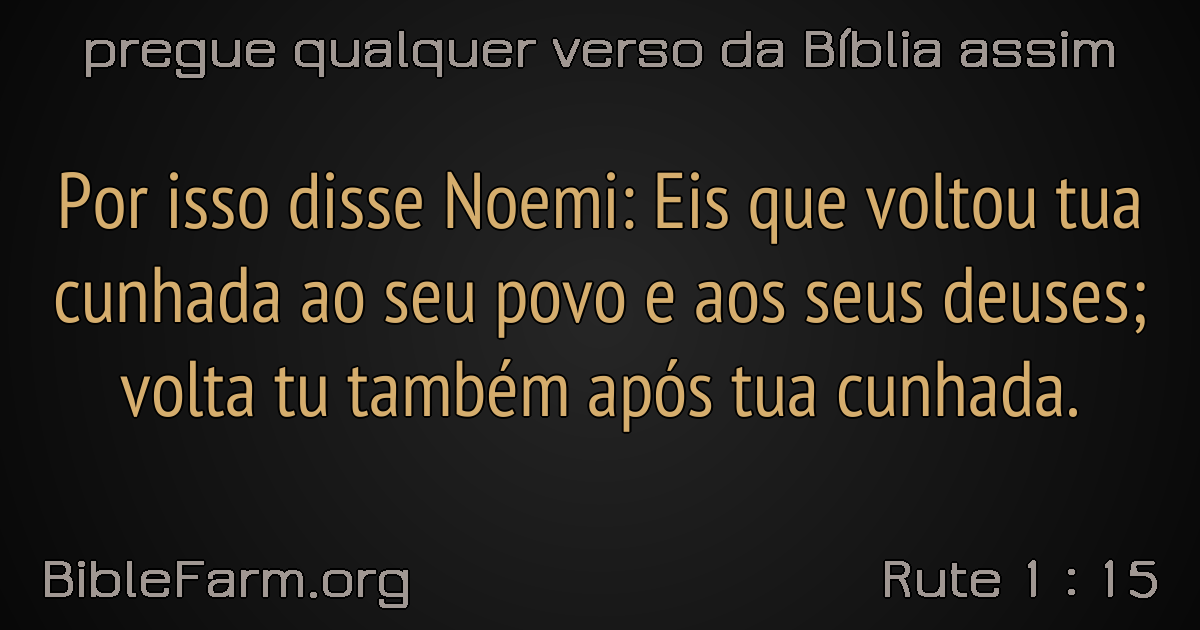 pregue qualquer verso da Bíblia assim
Por isso disse Noemi: Eis que voltou tua
cunhada ao seu povo e aos seus deuses;
volta tu também após tua cunhada.
BibleFarm.org
Rute 1 : 15